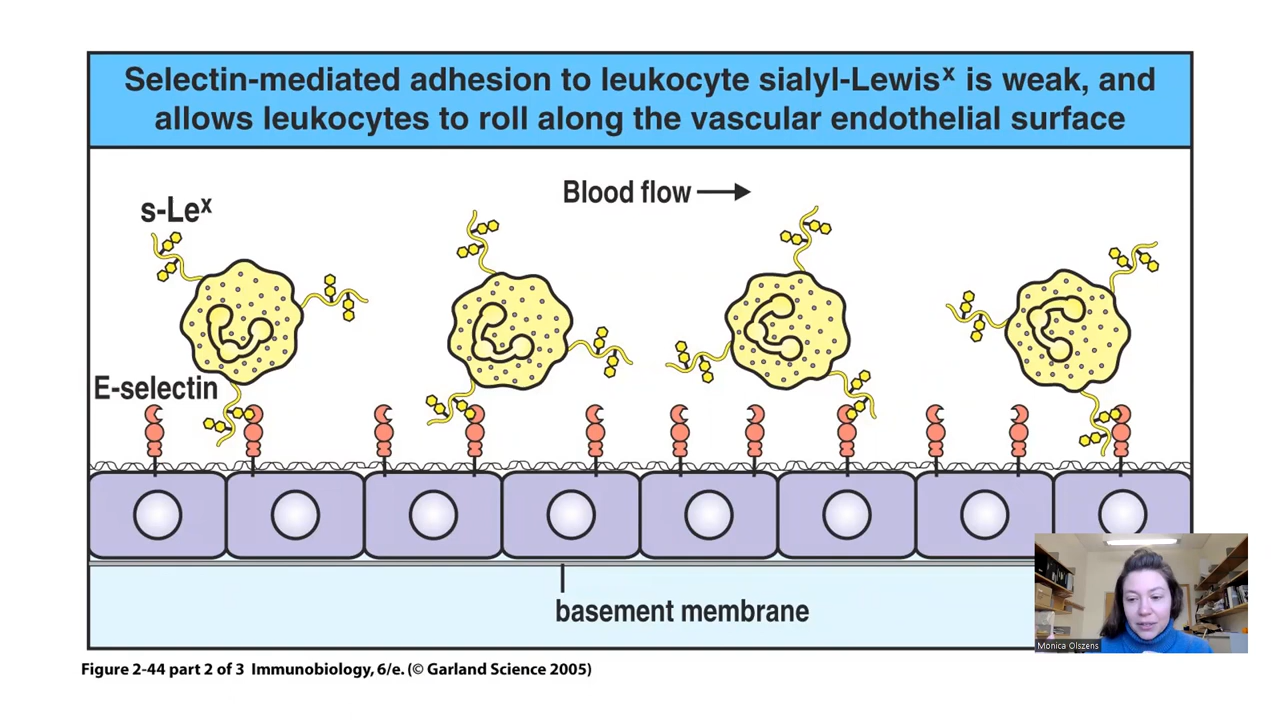 Selectin-mediated adhesion to leukocyte sialyl-Lewisˣ is weak, and
allows leukocytes to roll along the vascular endothelial surface
Blood flow
s-Leˣ
E-selectin
basement membrane
Monica Olszens
Figure 2-44 part 2 of 3 Immunobiology, 6/e. (© Garland Science 2005)